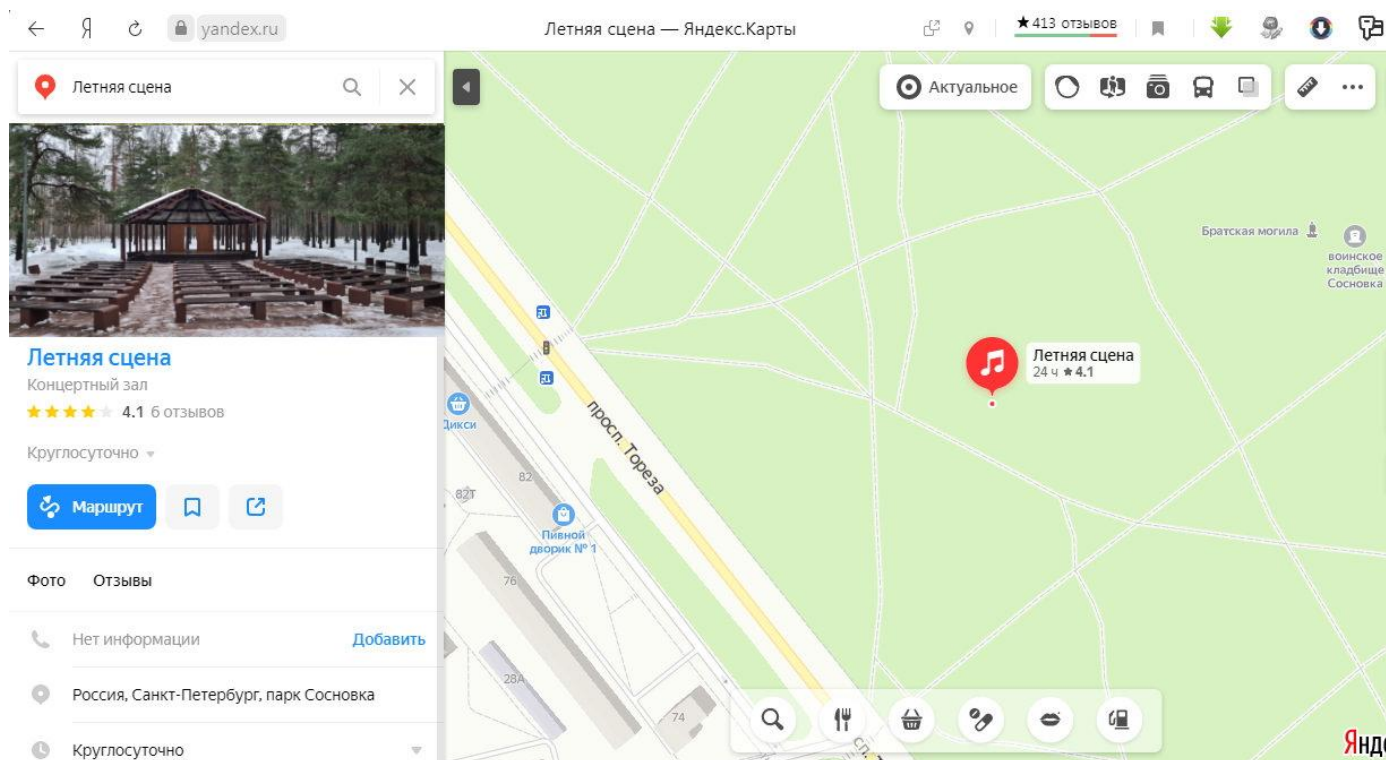 Я yandex.ru Летняя сцена — Яндекс.Карты ★413 отзывов
Летняя сцена
Актуальное
Летняя сцена
Концертный зал
4.1 6 отзывов
Круглосуточно
Маршрут
Фото Отзывы
Нет информации Добавить
Россия, Санкт-Петербург, парк Сосновка
Круглосуточно
Братская могила
воинское
кладбище
Сосновка
Летняя сцена
24 ч ★ 4.1
просп. Тореза
82
82Т
Пивной
дворик № 1
76
28А
74